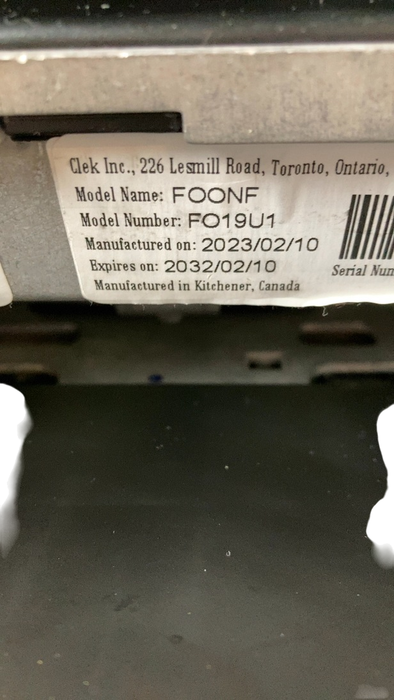 Clek Inc., 226 Lesmill Road, Toronto, Ontario,
Model Name: FOONF
Model Number: FO19U1
Manufactured on: 2023/02/10
Expires on: 2032/02/10
Serial
Manufactured in Kitchener, Canada